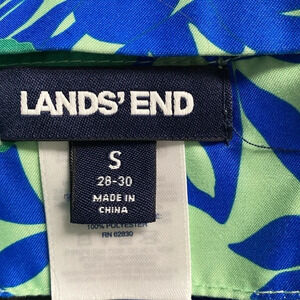 LANDS' END
S
28-30
MADE IN
CHINA
100% POLYESTER
RN 62830